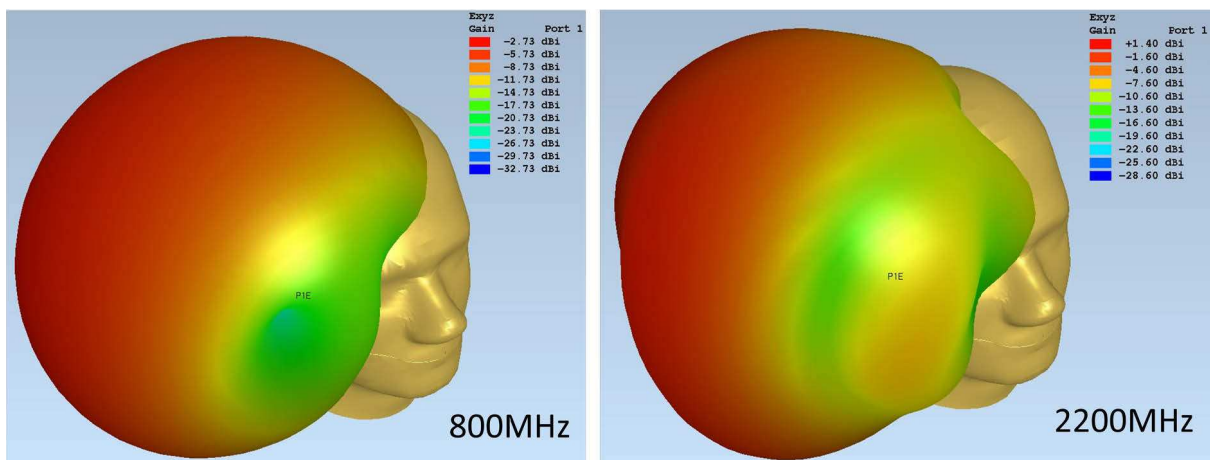 Exyz
Gain Port 1
-2.73 dBi
-5.73 dBi
-8.73 dBi
-11.73 dBi
-14.73 dBi
-17.73 dBi
-20.73 dBi
-23.73 dBi
-26.73 dBi
-29.73 dBi
-32.73 dBi
P1E
800MHz
Exyz
Gain Port 1
+1.40 dBi
-1.60 dBi
-4.60 dBi
-7.60 dBi
-10.60 dBi
-13.60 dBi
-16.60 dBi
-19.60 dBi
-22.60 dBi
-25.60 dBi
-28.60 dBi
P1E
2200MHz